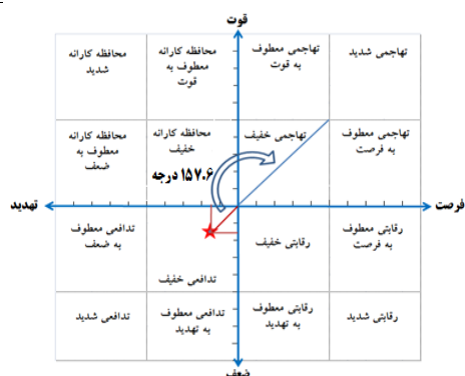 قوت
تهاجمی شدید
تهاجمی معطوف
به قوت
محافظه کارانه
معطوف به
قوت
محافظه کارانه
شدید
تهاجمی معطوف
به فرصت
تهاجمی خفیف
محافظه کارانه
خفیف
محافظه کارانه
معطوف به
ضعف
۱۵۷.۶ درجه
فرصت
تهدید
رقابتی معطوف
به فرصت
رقابتی خفیف
تدافعی خفیف
تدافعی معطوف
به ضعف
رقابتی شدید
رقابتی معطوف
به تهدید
تدافعی معطوف
به تهدید
تدافعی شدید
ضعف